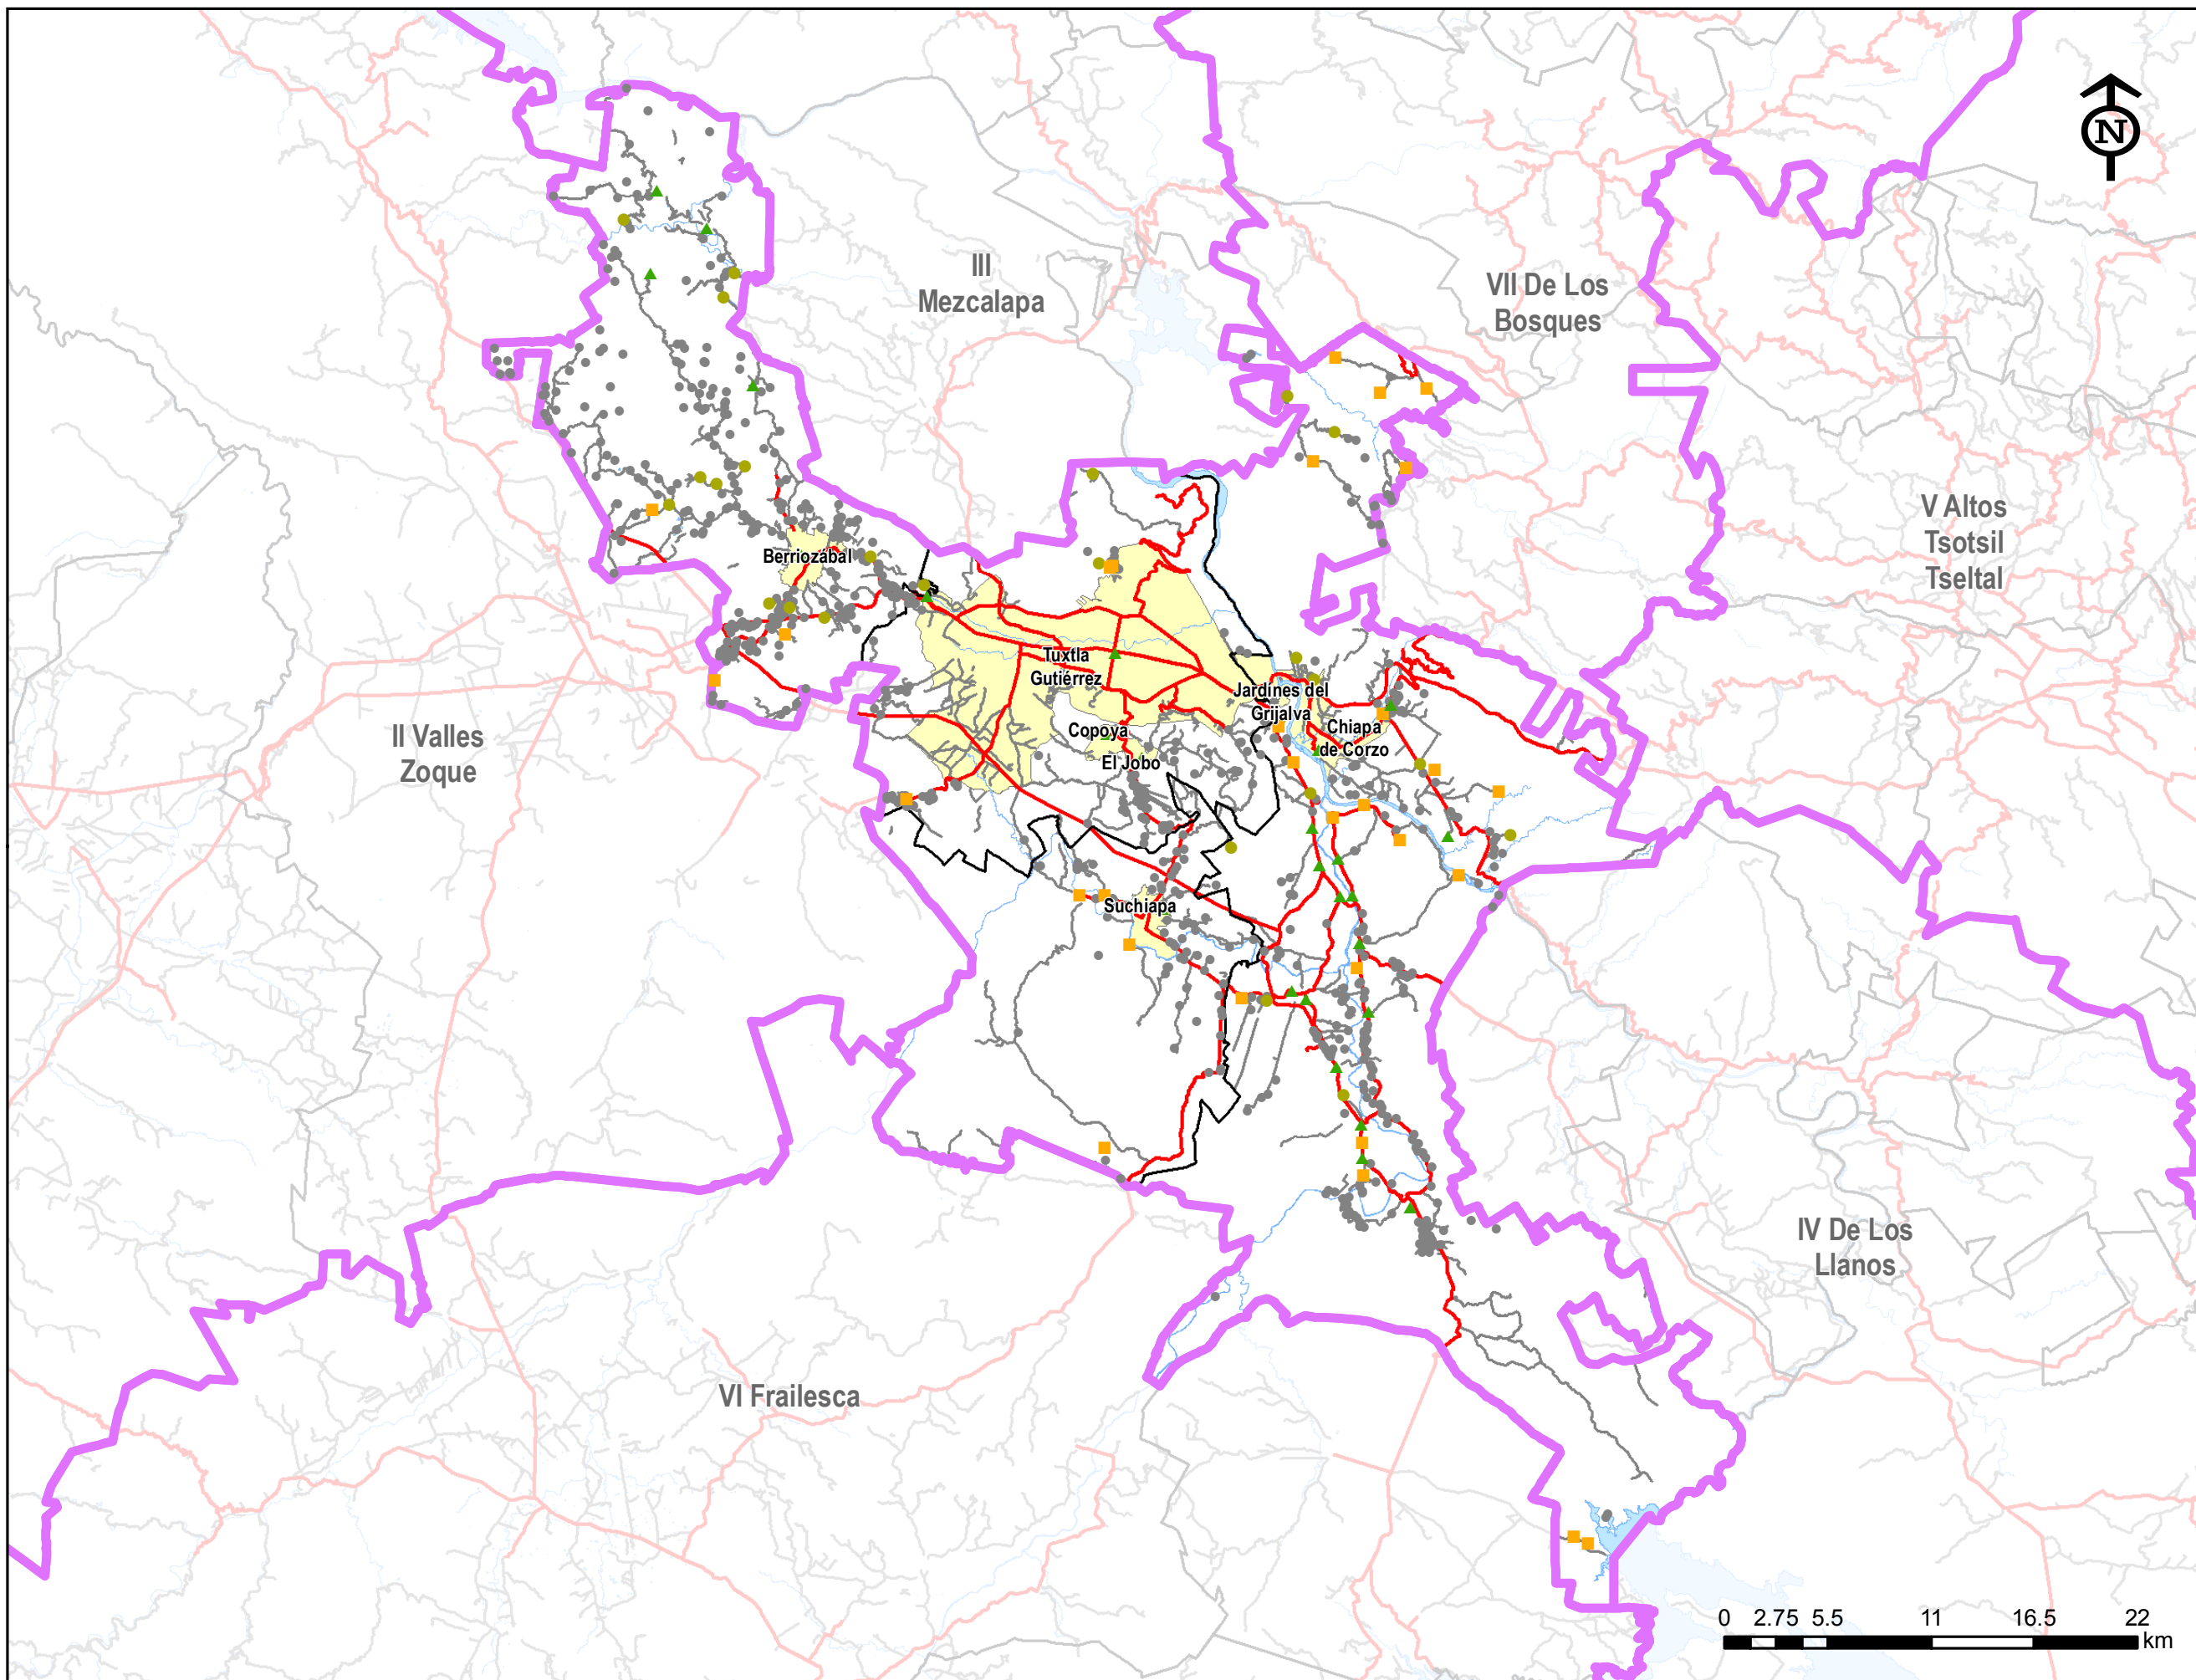 N
III
Mezcalapa
VII De Los
Bosques
V Altos
Tsotsil
Tseltal
Berriozábal
Tuxtla
Gutiérrez
Jardínes del
Grijalva
Chiapa
de Corzo
Copoya
El Jobo
II Valles
Zoque
Suchiapa
IV De Los
Llanos
VI Frailesca
0 2.75 5.5 11 16.5 22
km